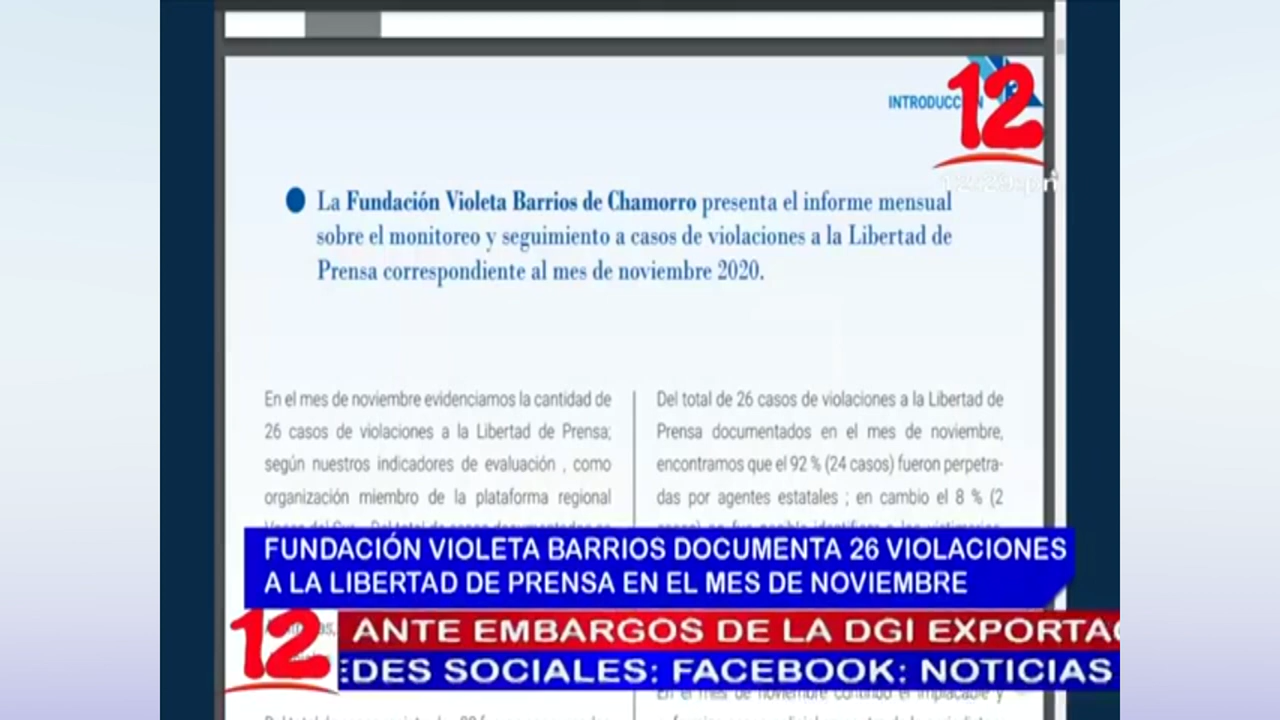 INTRODUCC
12
La Fundación Violeta Barrios de Chamorro presenta el informe mensual
sobre el monitoreo y seguimiento a casos de violaciones a la Libertad de
Prensa correspondiente al mes de noviembre 2020.
En el mes de noviembre evidenciamos la cantidad de
26 casos de violaciones a la Libertad de Prensa;
según nuestros indicadores de evaluación , como
organización miembro de la plataforma regional
Del total de 26 casos de violaciones a la Libertad de
Prensa documentados en el mes de noviembre,
encontramos que el 92 % (24 casos) fueron perpetra-
das por agentes estatales ; en cambio el 8 % (2
FUNDACIÓN VIOLETA BARRIOS DOCUMENTA 26 VIOLACIONES
A LA LIBERTAD DE PRENSA EN EL MES DE NOVIEMBRE
12
ANTE EMBARGOS DE LA DGI EXPORTAC
EDES SOCIALES: FACEBOOK: NOTICIAS